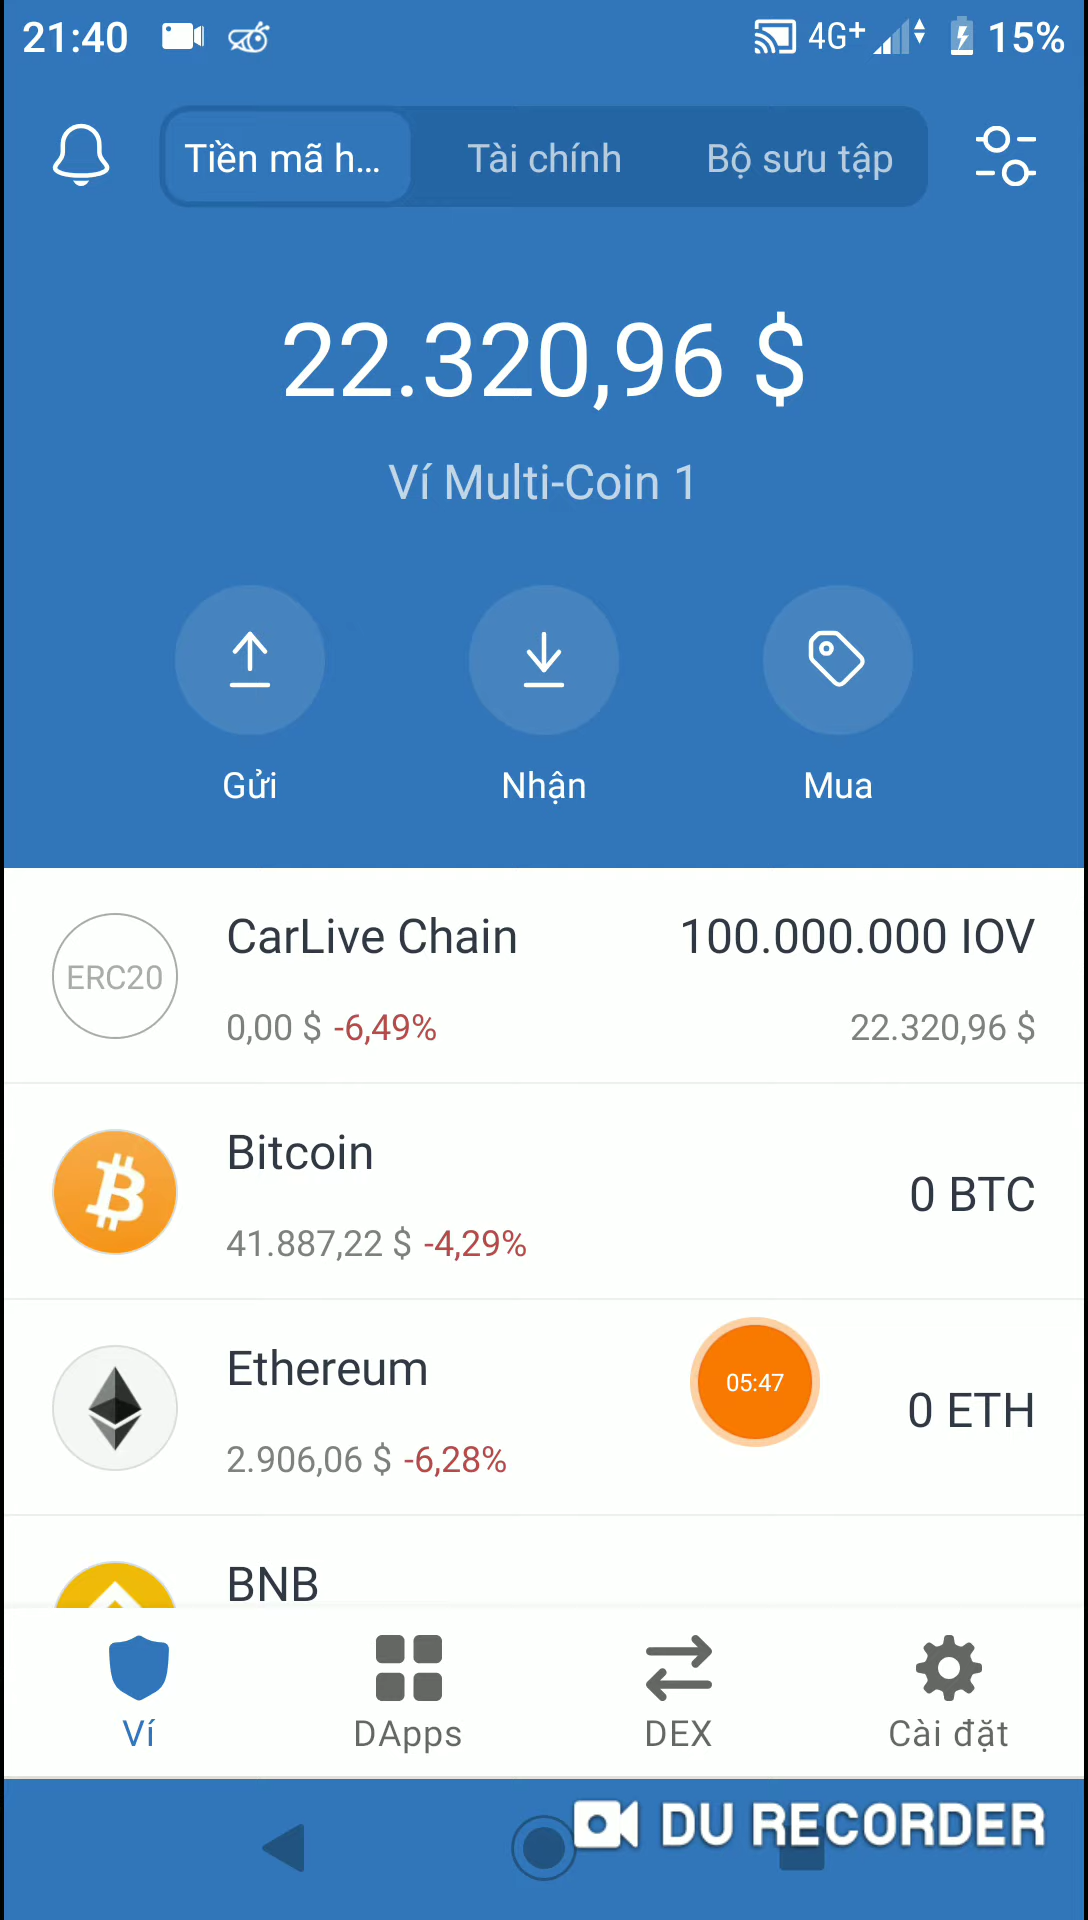 21:40 4G+ 15%
Tiền mã h... Tài chính Bộ sưu tập
22.320,96 $
Ví Multi-Coin 1
Gửi Nhận Mua
ERC20
CarLive Chain 100.000.000 IOV
0,00 $ -6,49% 22.320,96 $
Bitcoin
0 BTC
41.887,22 $ -4,29%
Ethereum
05:47
0 ETH
2.906,06 $ -6,28%
BNB
Ví DApps DEX Cài đặt
DU RECORDER